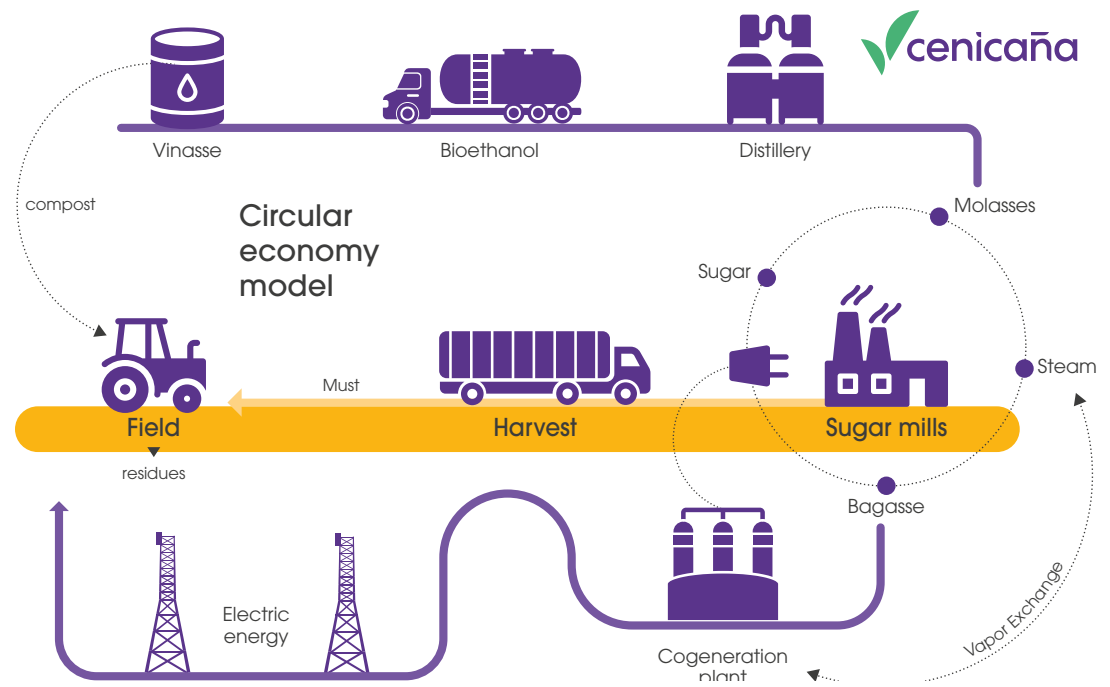 cenicaña
Vinasse
Bioethanol
Distillery
compost
Molasses
Circular
economy
model
Sugar
Steam
Must
Field
Harvest
Sugar mills
residues
Bagasse
Electric
energy
Vapor Exchange
Cogeneration
plant